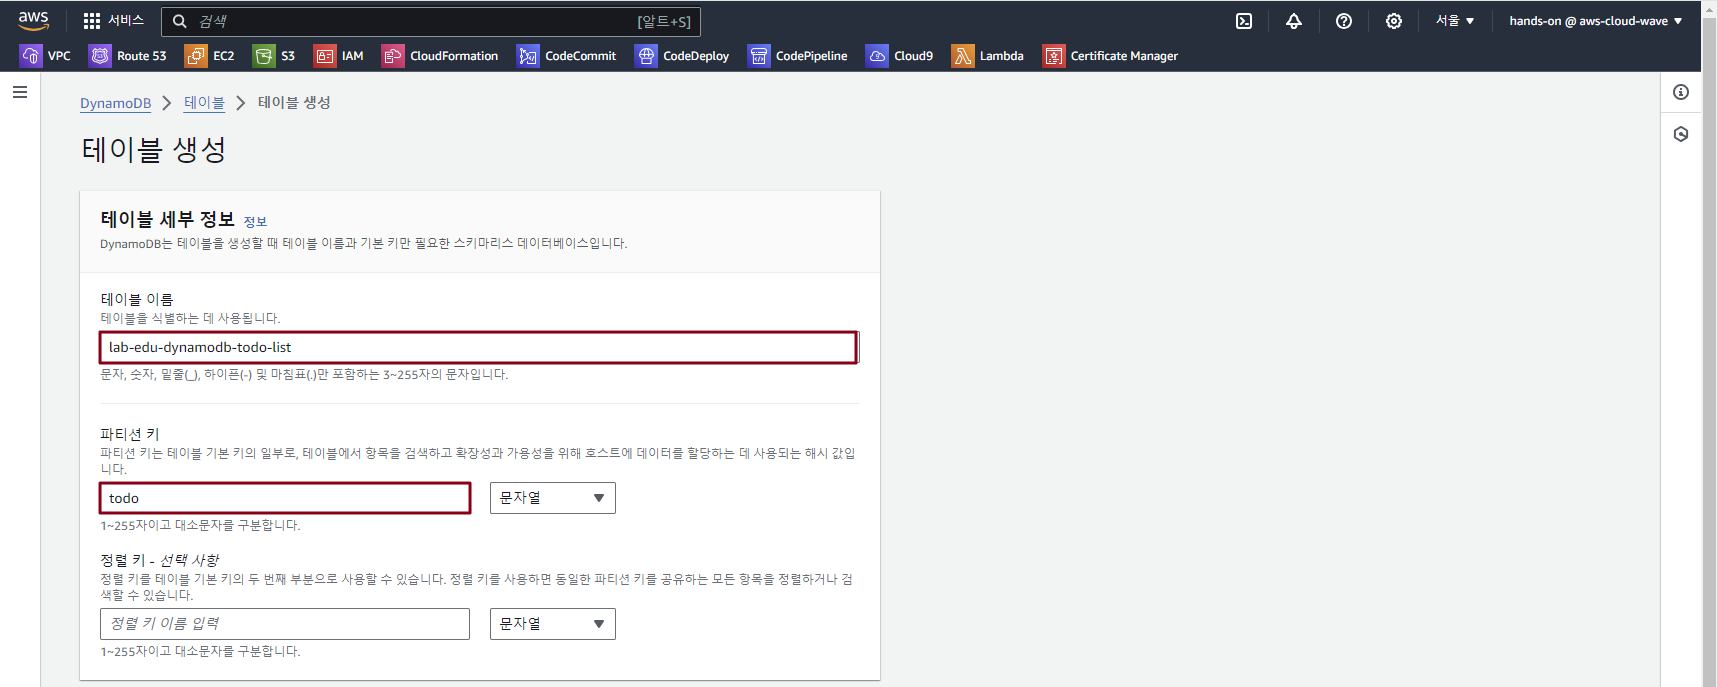 aws 서비스 검색 [알트+S] 서울 ▼ hands-on @ aws-cloud-wave ▼
VPC Route 53 EC2 S3 IAM CloudFormation CodeCommit CodeDeploy CodePipeline Cloud9 Lambda Certificate Manager
DynamoDB > 테이블 > 테이블 생성
테이블 생성
테이블 세부 정보 정보
DynamoDB는 테이블을 생성할 때 테이블 이름과 기본 키만 필요한 스키마리스 데이터베이스입니다.
테이블 이름
테이블을 식별하는 데 사용됩니다.
lab-edu-dynamodb-todo-list
문자, 숫자, 밑줄(_), 하이픈(-) 및 마침표(.)만 포함하는 3~255자의 문자입니다.
파티션 키
파티션 키는 테이블 기본 키의 일부로, 테이블에서 항목을 검색하고 확장성과 가용성을 위해 호스트에 데이터를 할당하는 데 사용되는 해시 값입
니다.
todo 문자열 ▼
1~255자이고 대소문자를 구분합니다.
정렬 키 - 선택 사항
정렬 키를 테이블 기본 키의 두 번째 부분으로 사용할 수 있습니다. 정렬 키를 사용하면 동일한 파티션 키를 공유하는 모든 항목을 정렬하거나 검
색할 수 있습니다.
정렬 키 이름 입력 문자열 ▼
1~255자이고 대소문자를 구분합니다.